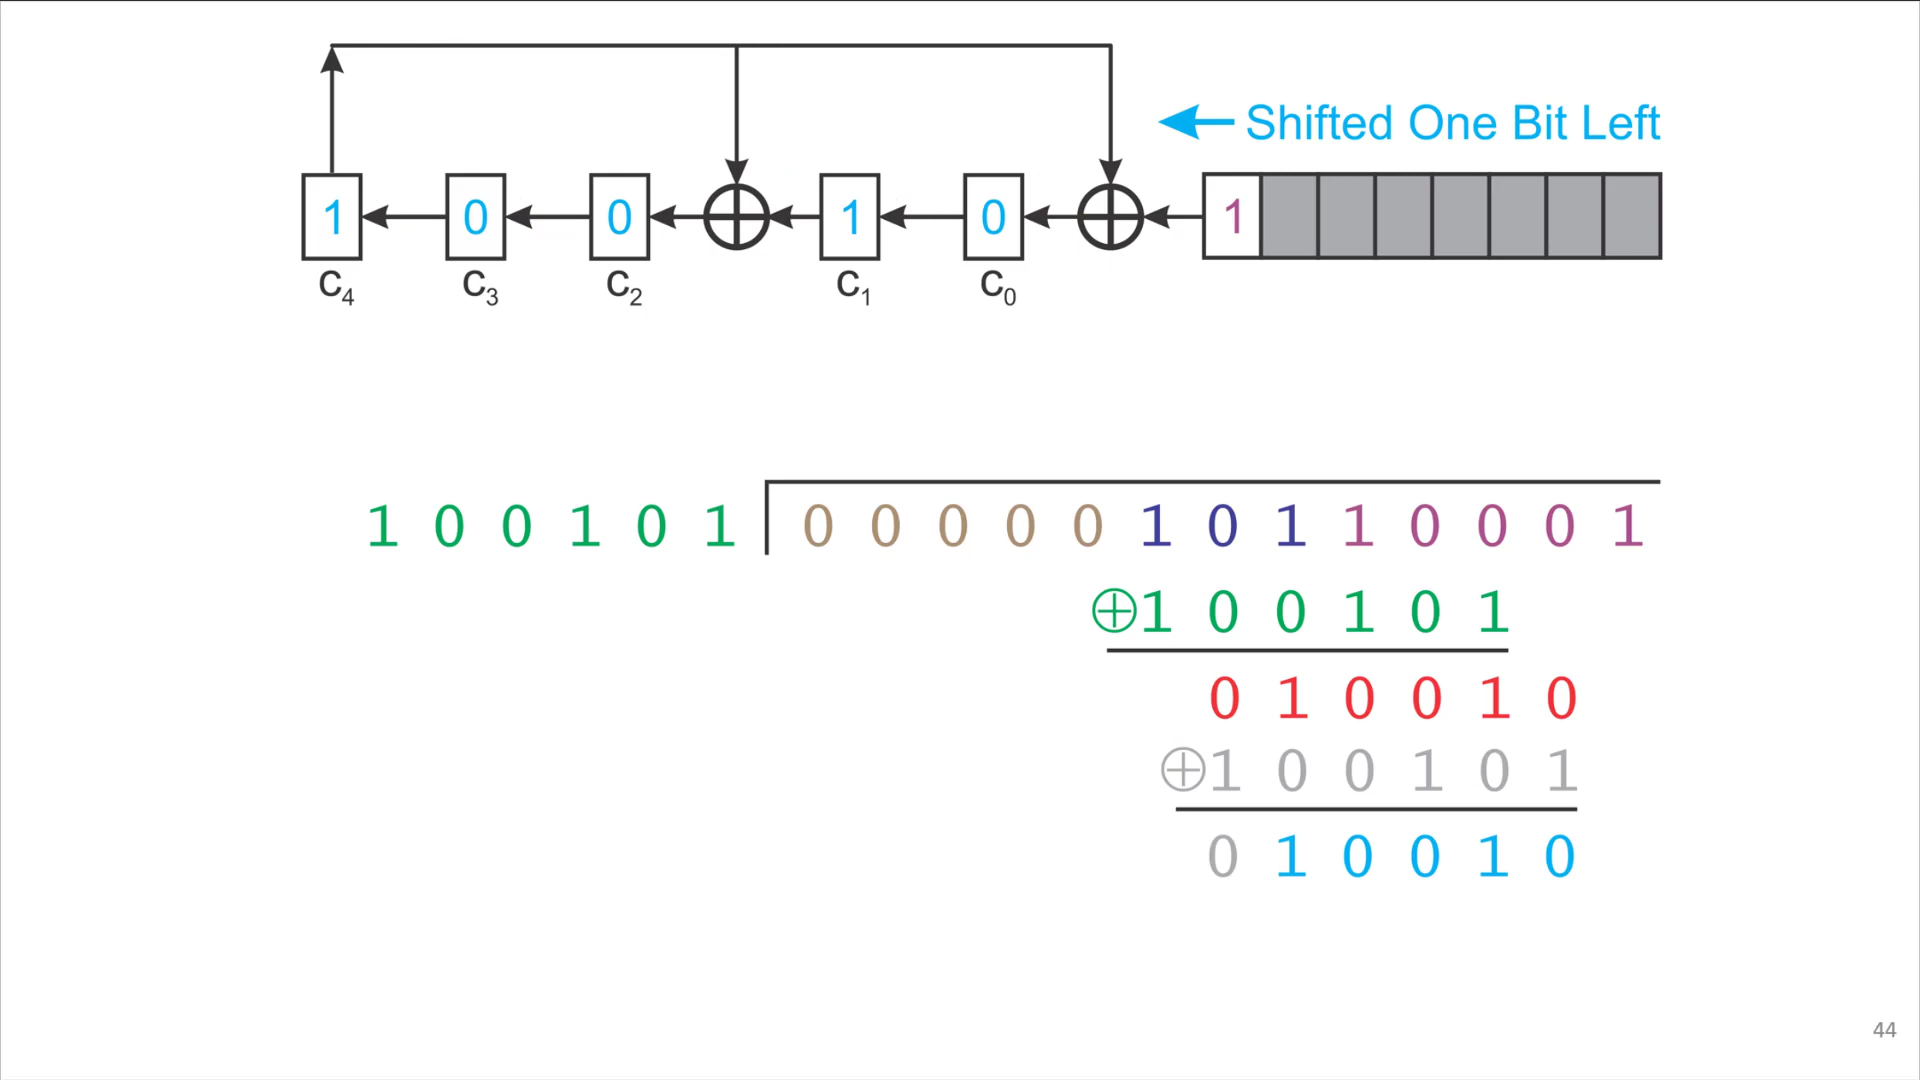 Shifted One Bit Left
1 0 0 1 0 1
c4 c3 c2 c1 c0
1 0 0 1 0 1 0 0 0 0 0 1 0 1 1 0 0 0 1
⊕1 0 0 1 0 1
0 1 0 0 1 0
⊕1 0 0 1 0 1
0 1 0 0 1 0
44